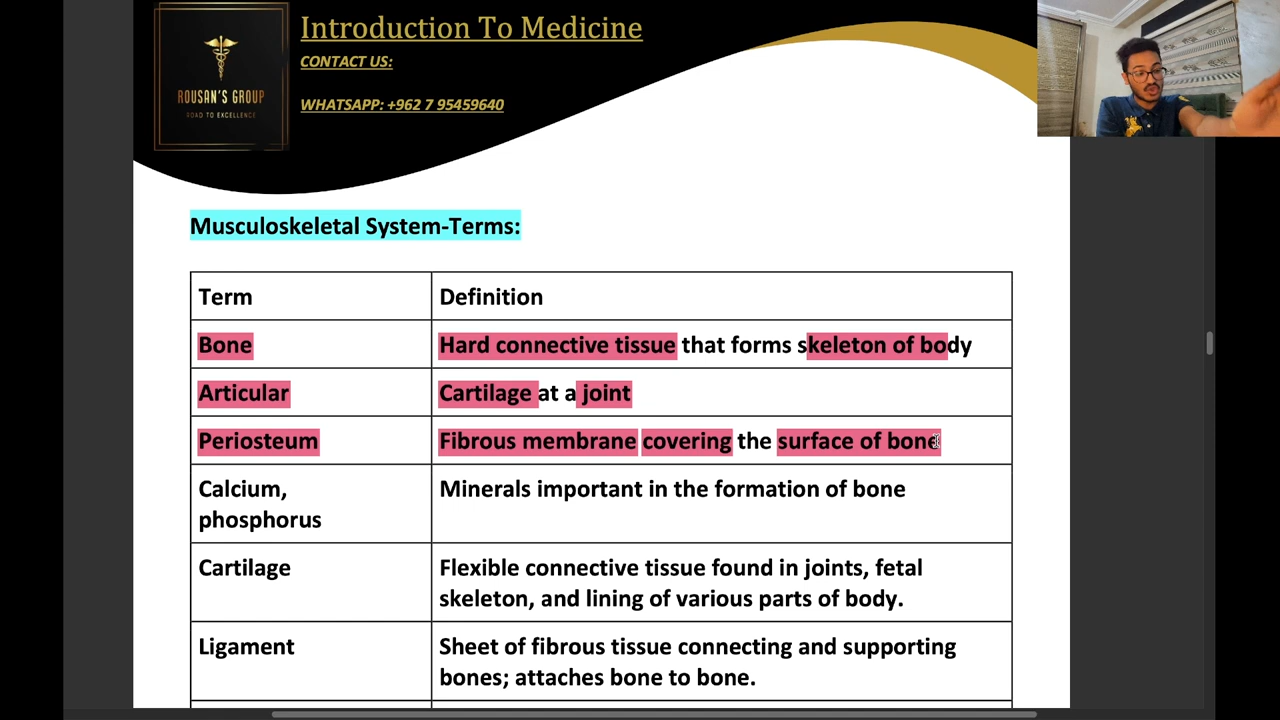 Introduction To Medicine
CONTACT US:
WHATSAPP: +962 7 95459640
ROUSAN'S GROUP
ROAD TO EXCELLENCE
Musculoskeletal System-Terms:
Term
Definition
Bone
Hard connective tissue that forms skeleton of body
Articular
Cartilage at a joint
Periosteum
Fibrous membrane covering the surface of bone
Calcium,
phosphorus
Minerals important in the formation of bone
Cartilage
Flexible connective tissue found in joints, fetal
skeleton, and lining of various parts of body.
Ligament
Sheet of fibrous tissue connecting and supporting
bones; attaches bone to bone.